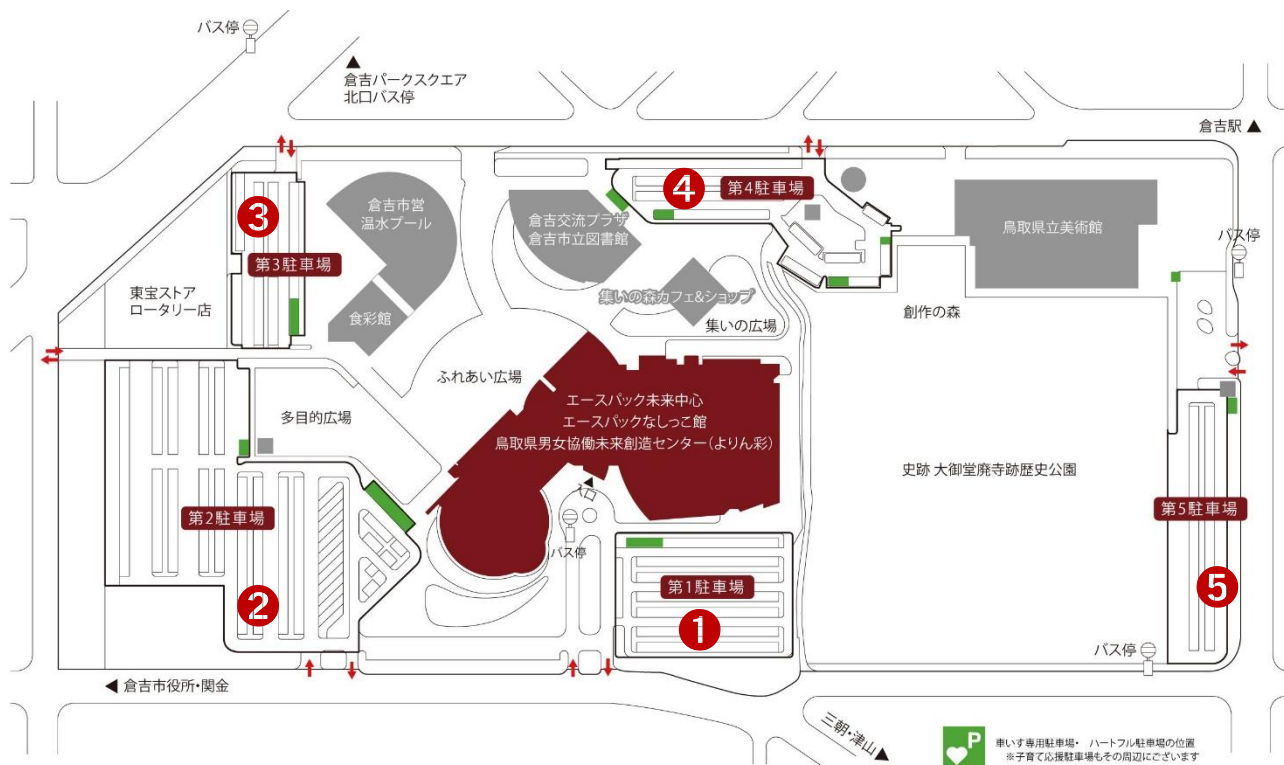 バス停
▲
倉吉パークスクエア
北口バス停
倉吉駅 ▲
❸
第3駐車場
倉吉市営
温水プール
倉吉交流プラザ
倉吉市立図書館
❹
第4駐車場
鳥取県立美術館
バス停
東宝ストア
ロータリー店
食彩館
集いの森カフェ&ショップ
集いの広場
創作の森
ふれあい広場
多目的広場
エースパック未来中心
エースパックなしっこ館
鳥取県男女協働未来創造センター(よりん彩)
入口
バス停
史跡 大御堂廃寺跡歴史公園
第2駐車場
❷
第1駐車場
❶
第5駐車場
❺
バス停
◀ 倉吉市役所・関金
三朝・津山▶
P
車いす専用駐車場・ ハートフル駐車場の位置
※子育て応援駐車場もその周辺にございます